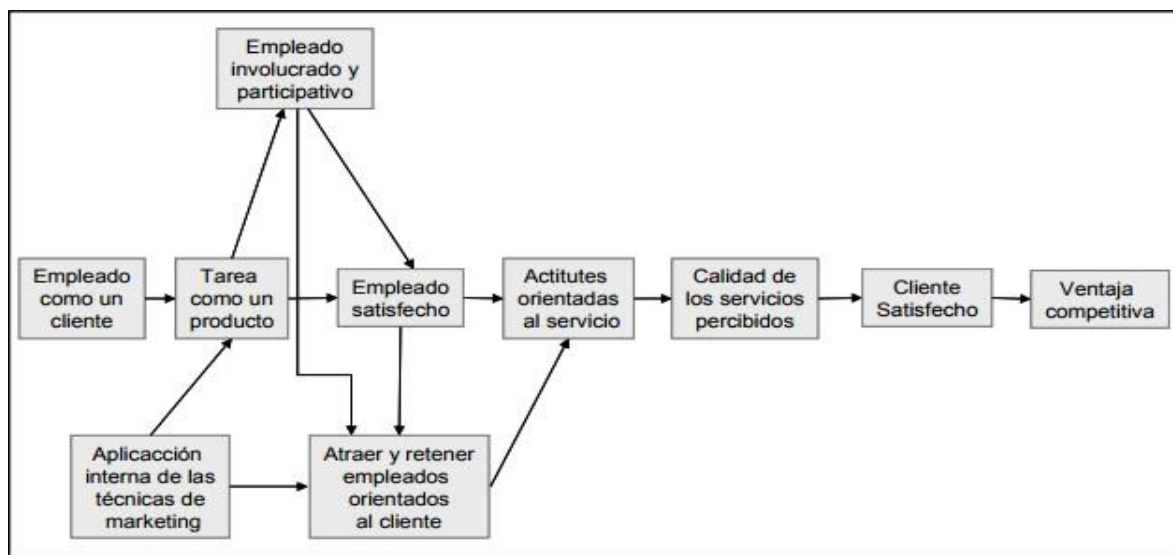 Empleado
involucrado y
participativo
Empleado
como un
cliente
Tarea
como un
producto
Empleado
satisfecho
Actitutes
orientadas
al servicio
Calidad de
los servicios
percibidos
Cliente
Satisfecho
Ventaja
competitiva
Aplicacción
interna de las
técnicas de
marketing
Atraer y retener
empleados
orientados
al cliente